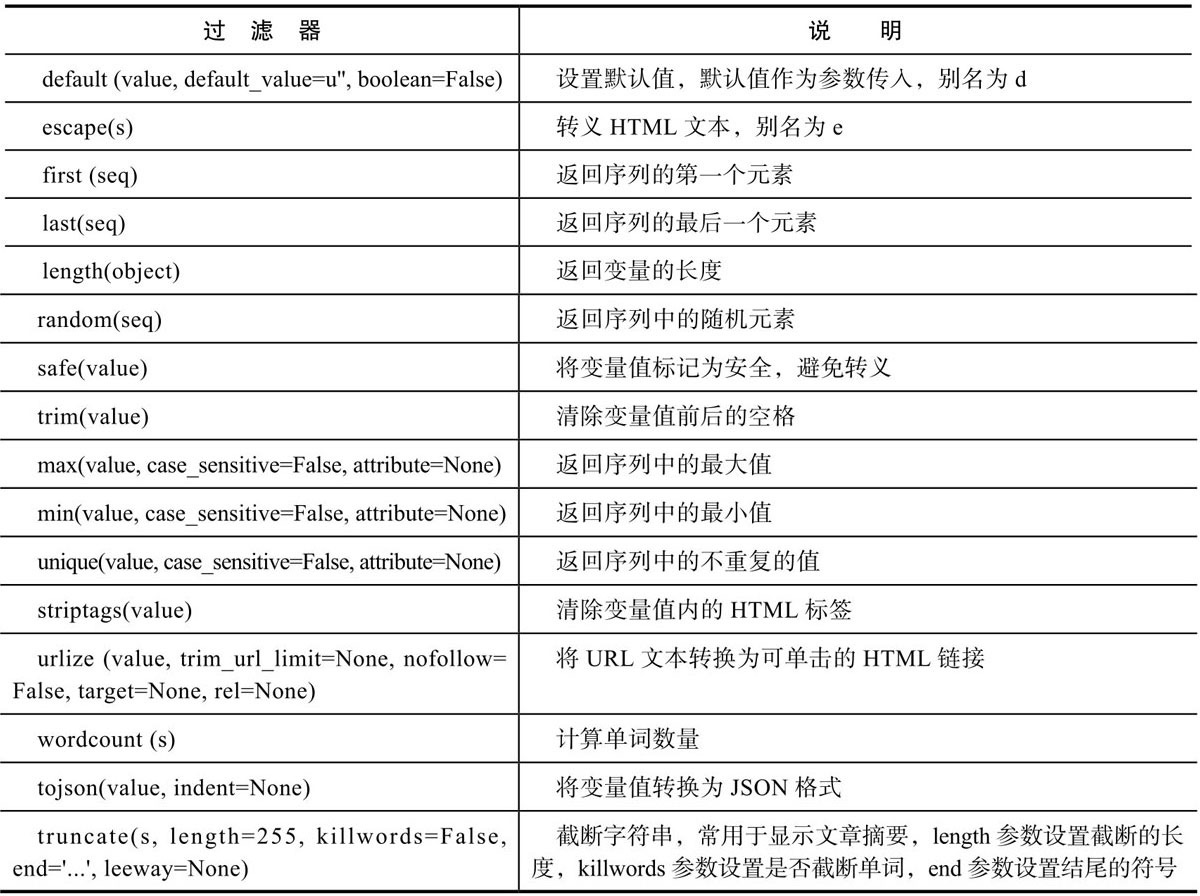 过 滤 器 说 明
default (value, default_value=u'', boolean=False) 设置默认值，默认值作为参数传入，别名为 d
escape(s) 转义 HTML 文本，别名为 e
first (seq) 返回序列的第一个元素
last(seq) 返回序列的最后一个元素
length(object) 返回变量的长度
random(seq) 返回序列中的随机元素
safe(value) 将变量值标记为安全，避免转义
trim(value) 清除变量值前后的空格
max(value, case_sensitive=False, attribute=None) 返回序列中的最大值
min(value, case_sensitive=False, attribute=None) 返回序列中的最小值
unique(value, case_sensitive=False, attribute=None) 返回序列中的不重复的值
striptags(value) 清除变量值内的 HTML 标签
urlize (value, trim_url_limit=None, nofollow= 将 URL 文本转换为可单击的 HTML 链接
False, target=None, rel=None)
wordcount (s) 计算单词数量
tojson(value, indent=None) 将变量值转换为 JSON 格式
truncate(s, length=255, killwords=False, 截断字符串，常用于显示文章摘要，length 参数设置截断的长
end='...', leeway=None) 度，killwords 参数设置是否截断单词，end 参数设置结尾的符号